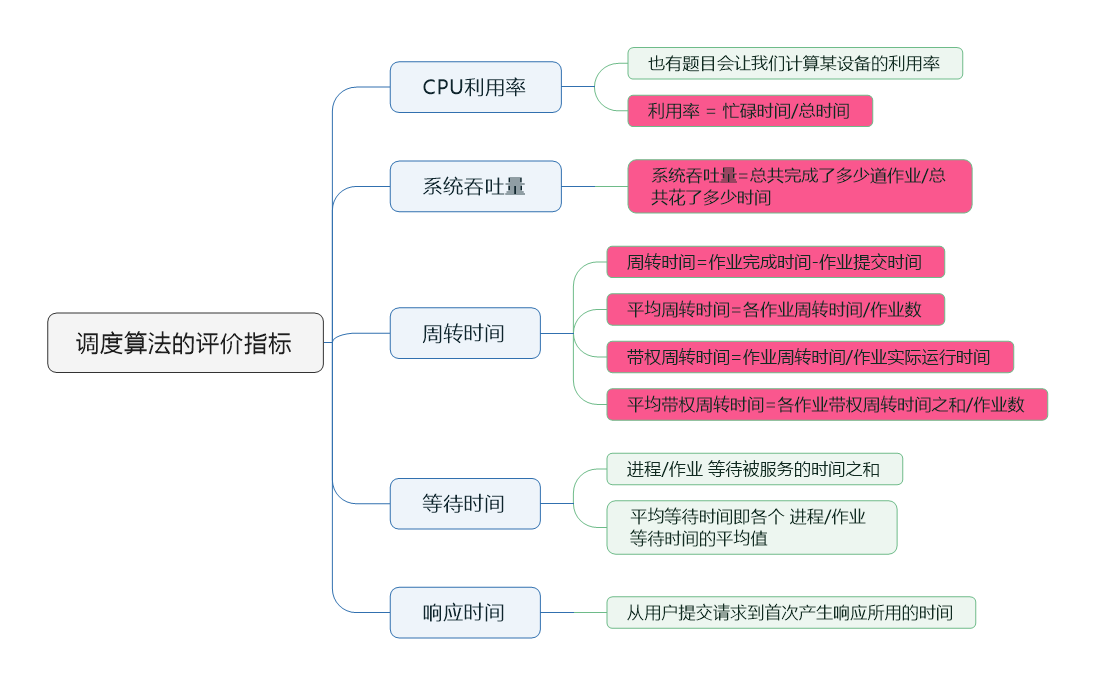 调度算法的评价指标
CPU利用率
也有题目会让我们计算某设备的利用率
利用率 = 忙碌时间/总时间
系统吞吐量
系统吞吐量=总共完成了多少道作业/总
共花了多少时间
周转时间
周转时间=作业完成时间-作业提交时间
平均周转时间=各作业周转时间/作业数
带权周转时间=作业周转时间/作业实际运行时间
平均带权周转时间=各作业带权周转时间之和/作业数
等待时间
进程/作业 等待被服务的时间之和
平均等待时间即各个 进程/作业
等待时间的平均值
响应时间
从用户提交请求到首次产生响应所用的时间